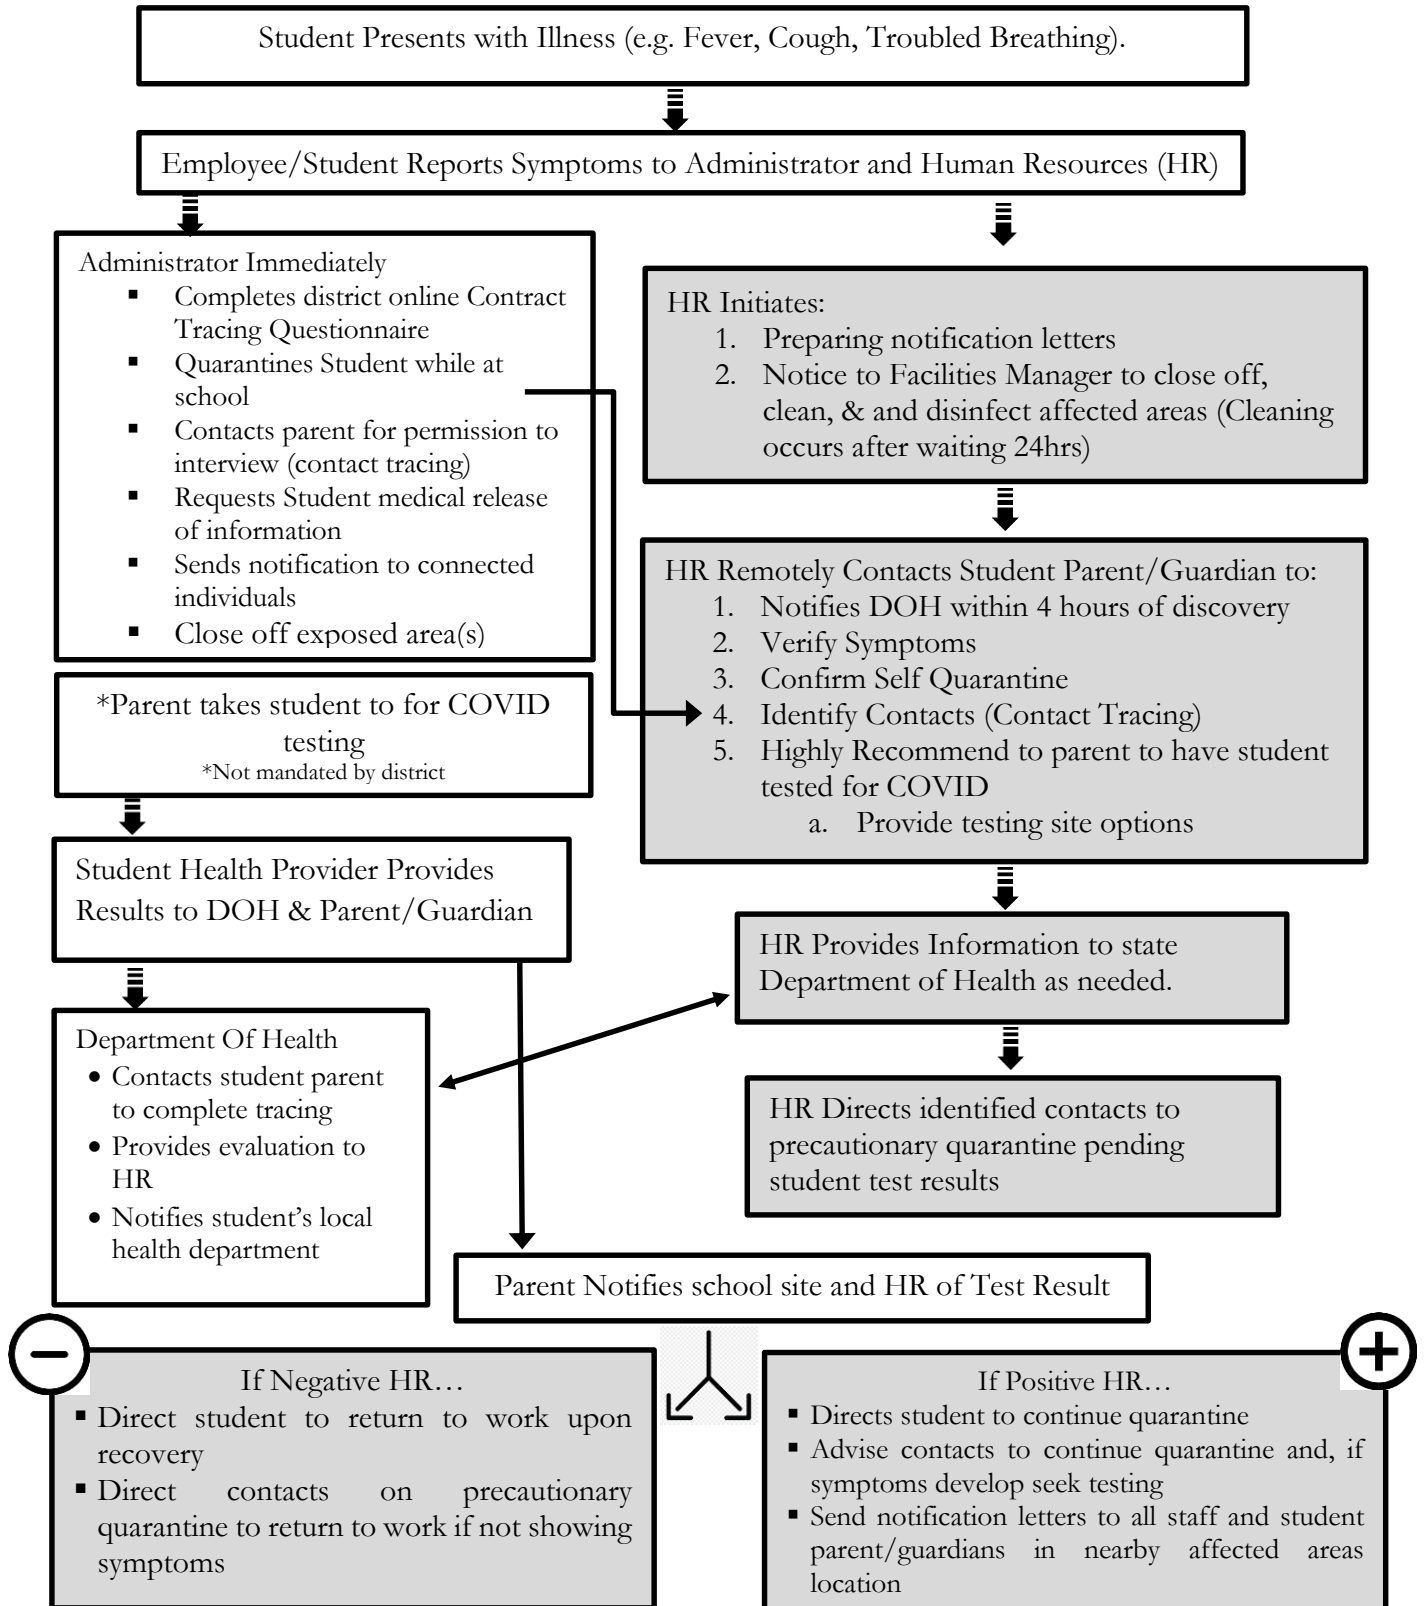 Student Presents with Illness (e.g. Fever, Cough, Troubled Breathing).
Employee/Student Reports Symptoms to Administrator and Human Resources (HR)
Administrator Immediately
▪ Completes district online Contract
Tracing Questionnaire
▪ Quarantines Student while at
school
▪ Contacts parent for permission to
interview (contact tracing)
▪ Requests Student medical release
of information
▪ Sends notification to connected
individuals
▪ Close off exposed area(s)
HR Initiates:
1. Preparing notification letters
2. Notice to Facilities Manager to close off,
clean, & and disinfect affected areas (Cleaning
occurs after waiting 24hrs)
HR Remotely Contacts Student Parent/Guardian to:
1. Notifies DOH within 4 hours of discovery
2. Verify Symptoms
3. Confirm Self Quarantine
4. Identify Contacts (Contact Tracing)
5. Highly Recommend to parent to have student
tested for COVID
a. Provide testing site options
*Parent takes student to for COVID
testing
*Not mandated by district
Student Health Provider Provides
Results to DOH & Parent/Guardian
HR Provides Information to state
Department of Health as needed.
Department Of Health
• Contacts student parent
to complete tracing
• Provides evaluation to
HR
• Notifies student's local
health department
HR Directs identified contacts to
precautionary quarantine pending
student test results
Parent Notifies school site and HR of Test Result
If Negative HR…
▪ Direct student to return to work upon
recovery
▪ Direct contacts on precautionary
quarantine to return to work if not showing
symptoms
If Positive HR…
▪ Directs student to continue quarantine
▪ Advise contacts to continue quarantine and, if
symptoms develop seek testing
▪ Send notification letters to all staff and student
parent/guardians in nearby affected areas
location